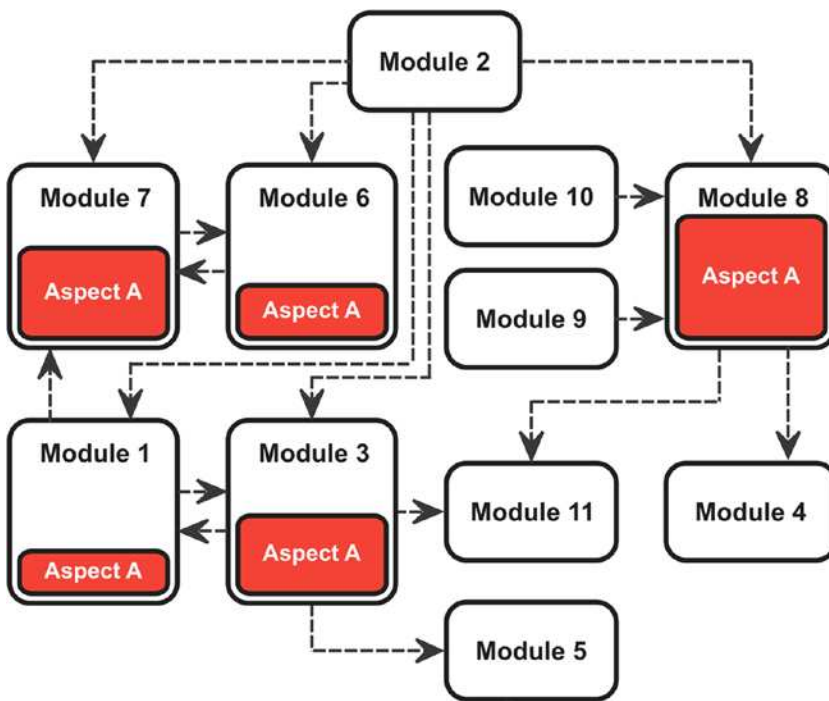 Module 2
Module 7
Module 6
Module 10
Module 8
Aspect A
Aspect A
Aspect A
Module 9
Module 1
Module 3
Module 11
Module 4
Aspect A
Aspect A
Module 5